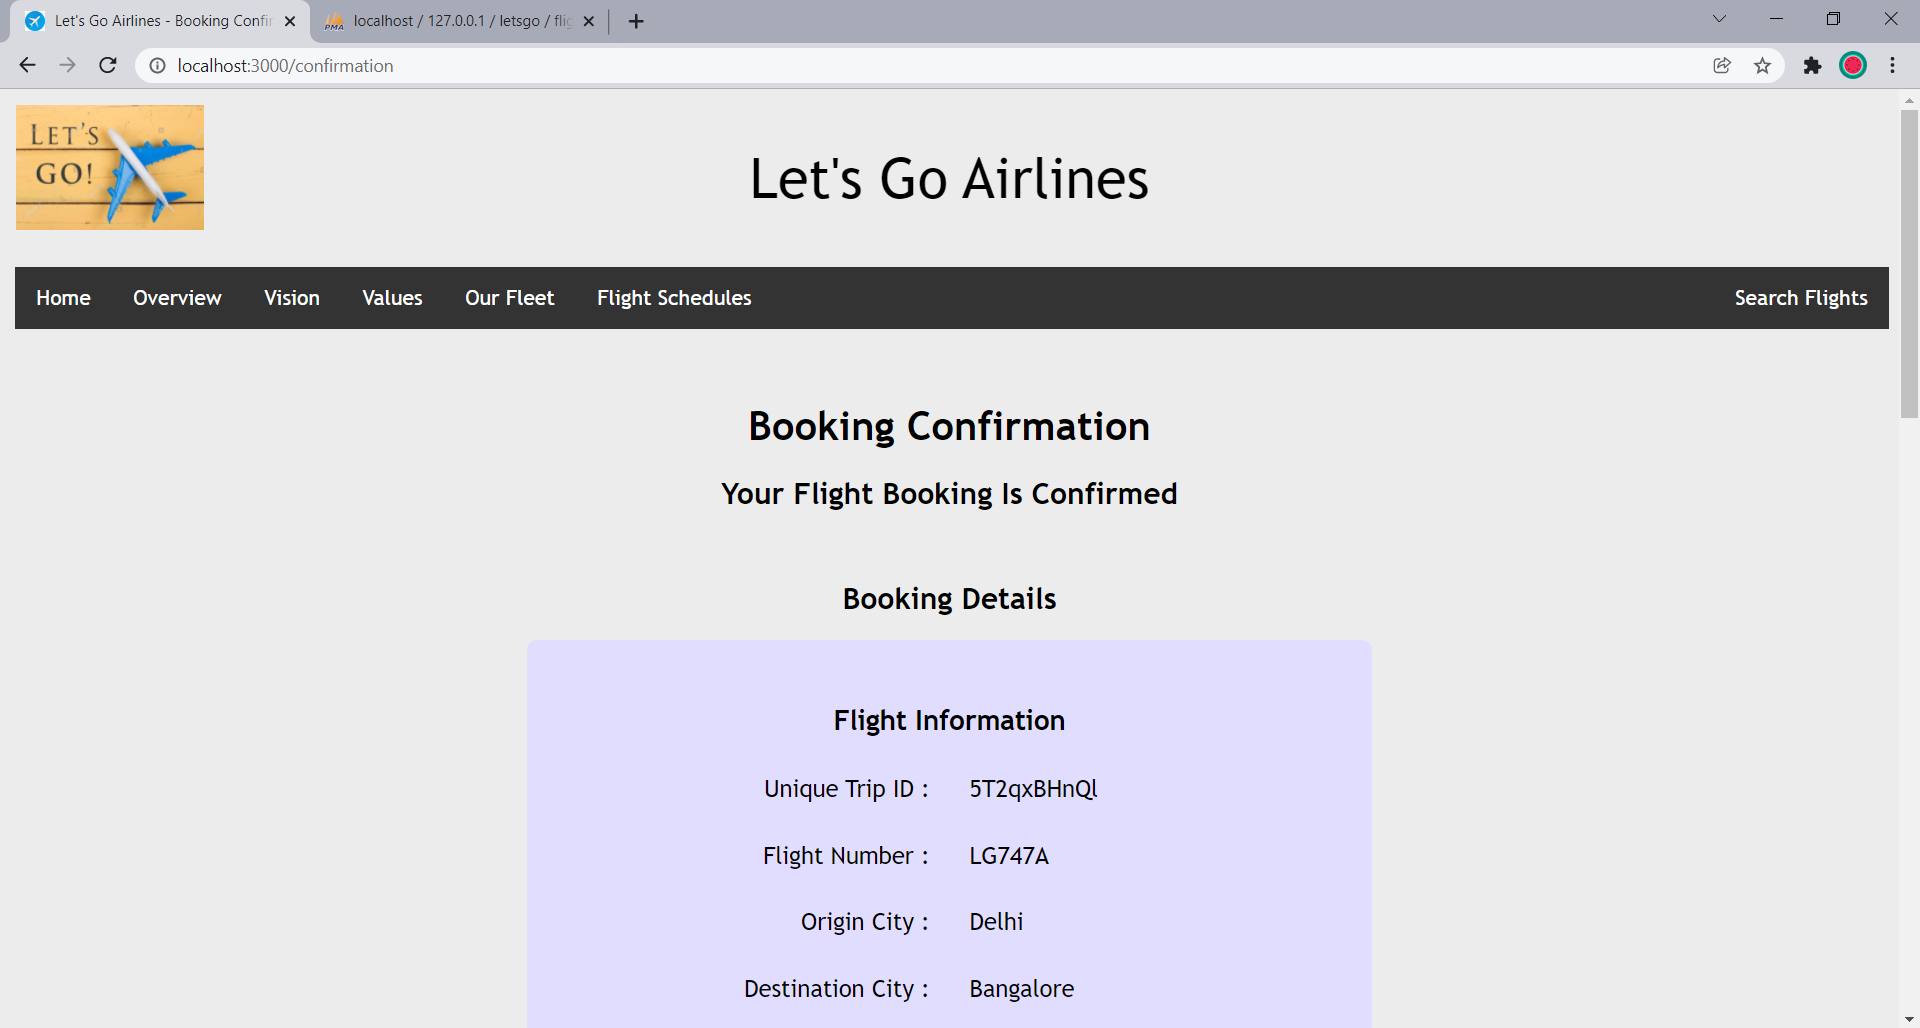 Let's Go Airlines - Booking Confir
PMA localhost / 127.0.0.1 / letsgo / flig
localhost:3000/confirmation
LET'S
GO!
Let's Go Airlines
Home Overview Vision Values Our Fleet Flight Schedules Search Flights
Booking Confirmation
Your Flight Booking Is Confirmed
Booking Details
Flight Information
Unique Trip ID : 5T2qxBHnQl
Flight Number : LG747A
Origin City : Delhi
Destination City : Bangalore